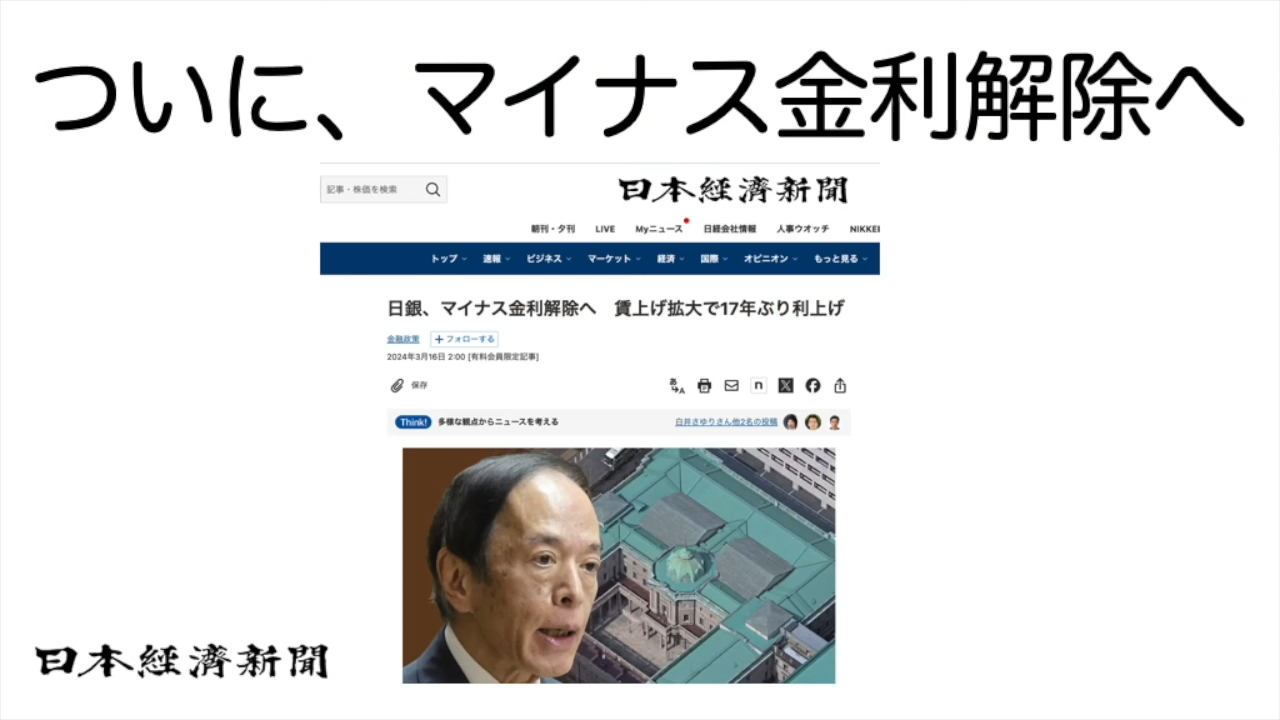 ついに、マイナス金利解除へ
記事・株価を検索
日本経済新聞
朝刊・夕刊 LIVE Myニュース 日経会社情報 人事ウオッチ NIKKEI
トップ 速報 ビジネス マーケット 経済 国際 オピニオン もっと見る
日銀、マイナス金利解除へ 賃上げ拡大で17年ぶり利上げ
金融政策 +フォローする
2024年3月16日 2:00 [有料会員限定記事]
保存
あ A n X f
Think! 多様な観点からニュースを考える 白井さゆりさん他2名の投稿
日本経済新聞